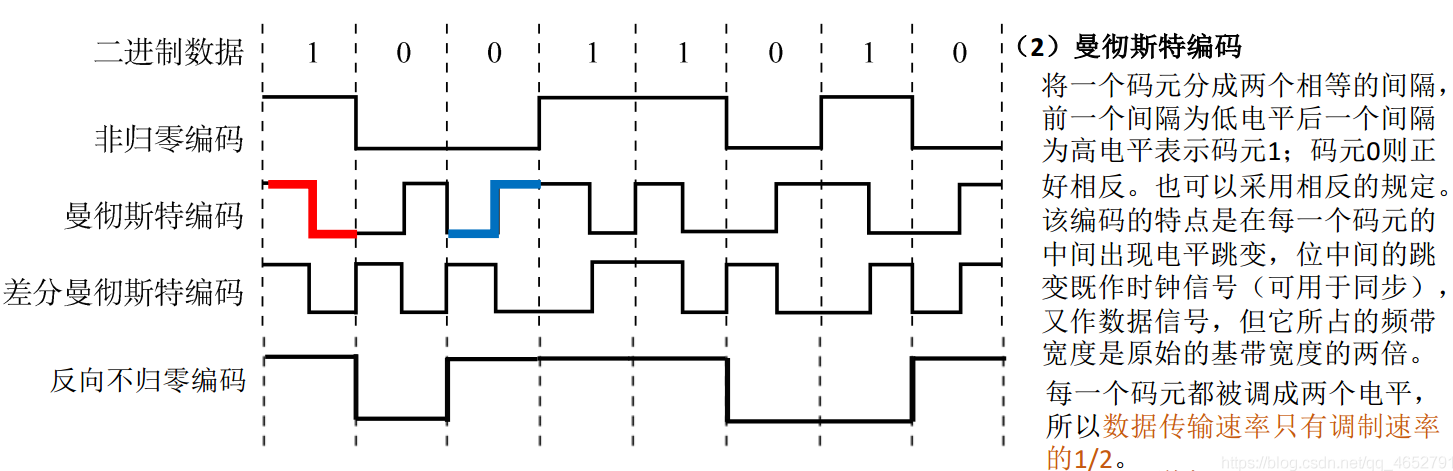 二进制数据 1 0 0 1 1 0 1 0
非归零编码
曼彻斯特编码
差分曼彻斯特编码
反向不归零编码
（2）曼彻斯特编码
将一个码元分成两个相等的间隔，
前一个间隔为低电平后一个间隔
为高电平表示码元1；码元0则正
好相反。也可以采用相反的规定。
该编码的特点是在每一个码元的
中间出现电平跳变，位中间的跳
变既作时钟信号（可用于同步），
又作数据信号，但它所占的频带
宽度是原始的基带宽度的两倍。
每一个码元都被调成两个电平，
所以数据传输速率只有调制速率
的1/2。
https://blog.csdn.net/qq_4652791